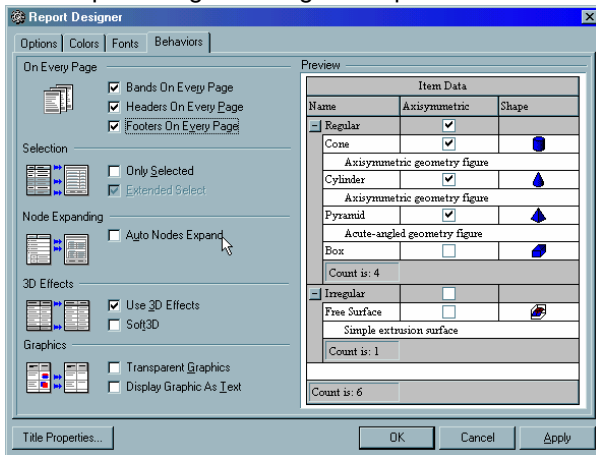 Report Designer
Options Colors Fonts Behaviors
On Every Page
Bands On Every Page
Headers On Every Page
Footers On Every Page
Selection
Only Selected
Extended Select
Node Expanding
Auto Nodes Expand
3D Effects
Use 3D Effects
Soft3D
Graphics
Transparent Graphics
Display Graphic As Text
Preview
Item Data
Name Axisymmetric Shape
Regular
Cone
Axisymmetric geometry figure
Cylinder
Axisymmetric geometry figure
Pyramid
Acute-angled geometry figure
Box
Count is: 4
Irregular
Free Surface
Simple extrusion surface
Count is: 1
Count is: 6
Title Properties... OK Cancel Apply